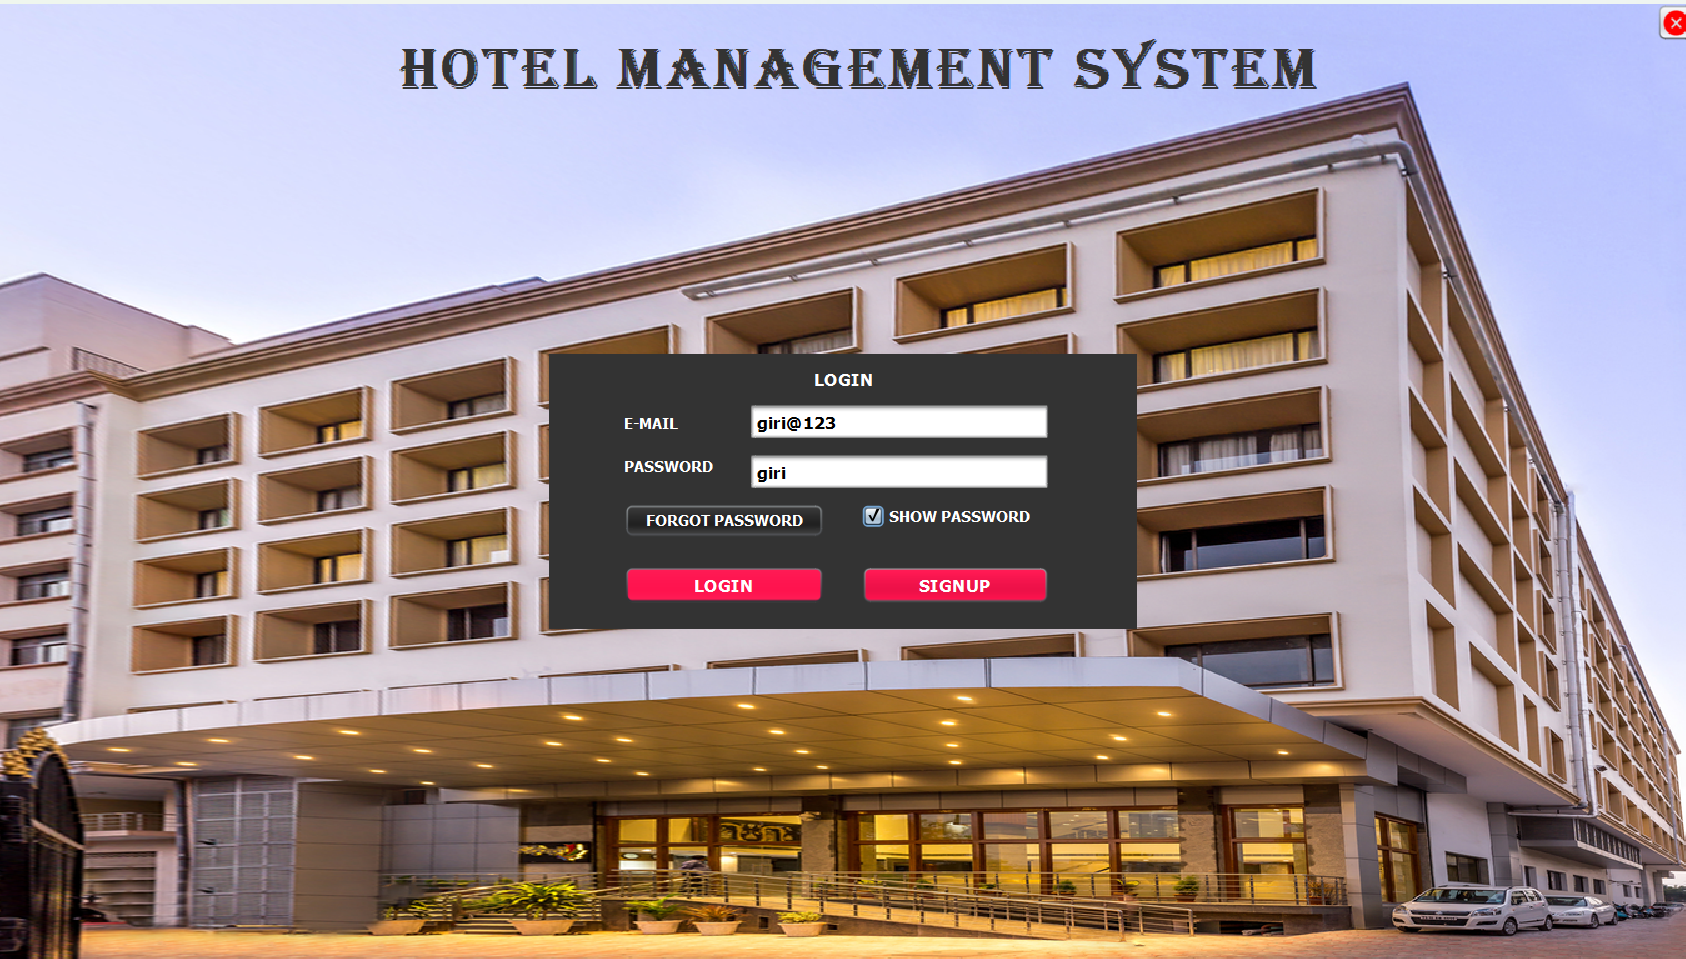 HOTEL MANAGEMENT SYSTEM
LOGIN
E-MAIL giri@123
PASSWORD giri
FORGOT PASSWORD SHOW PASSWORD
LOGIN SIGNUP